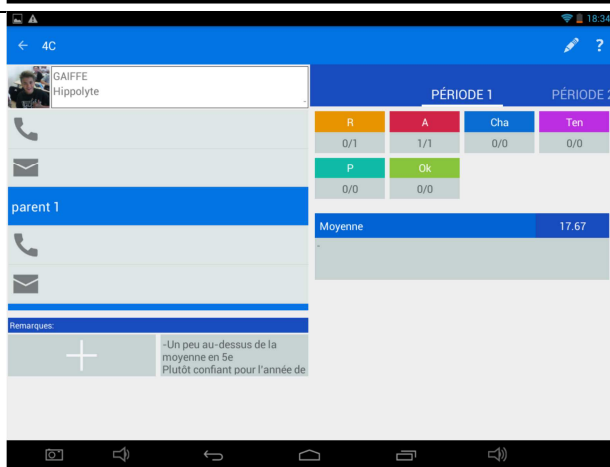 18:34
4C
?
GAIFFE
Hippolyte
parent 1
Remarques:
-Un peu au-dessus de la
moyenne en 5e
Plutôt confiant pour l'année de
PÉRIODE 1 PÉRIODE 2
R A Cha Ten
0/1 1/1 0/0 0/0
P Ok
0/0 0/0
Moyenne 17.67
-